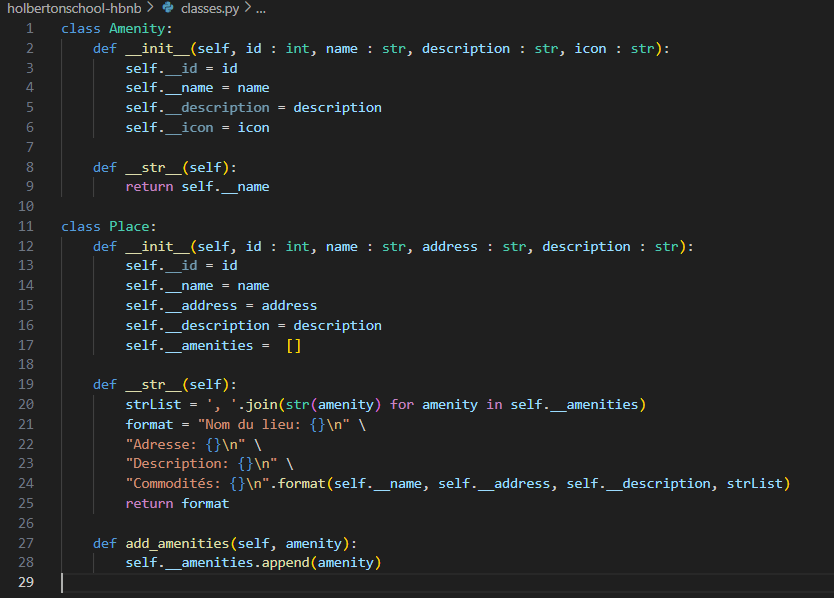 holbertonschool-hbnb > classes.py > ...
1 class Amenity:
2     def __init__(self, id : int, name : str, description : str, icon : str):
3         self.__id = id
4         self.__name = name
5         self.__description = description
6         self.__icon = icon
7
8     def __str__(self):
9         return self.__name
10
11 class Place:
12     def __init__(self, id : int, name : str, address : str, description : str):
13         self.__id = id
14         self.__name = name
15         self.__address = address
16         self.__description = description
17         self.__amenities =  []
18
19     def __str__(self):
20         strList = ', '.join(str(amenity) for amenity in self.__amenities)
21         format = "Nom du lieu: {}\n" \
22         "Adresse: {}\n" \
23         "Description: {}\n" \
24         "Commodités: {}\n".format(self.__name, self.__address, self.__description, strList)
25         return format
26
27     def add_amenities(self, amenity):
28         self.__amenities.append(amenity)
29